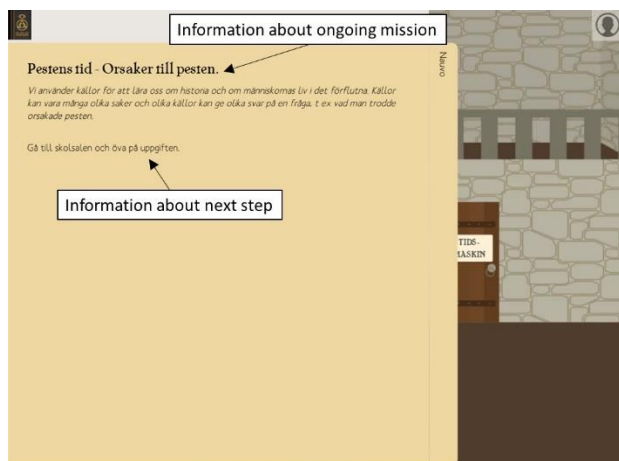 Information about ongoing mission
Pestens tid - Orsaker till pesten.
Vi använder källor för att lära oss om historia och om människornas liv i det förflutna. Källor
kan vara många olika saker och olika källor kan ge olika svar på en fråga, t ex vad man trodde
orsakade pesten.
Gå till skolsalen och öva på uppgiften.
Information about next step
Nauvo
TIDS-
MASKIN